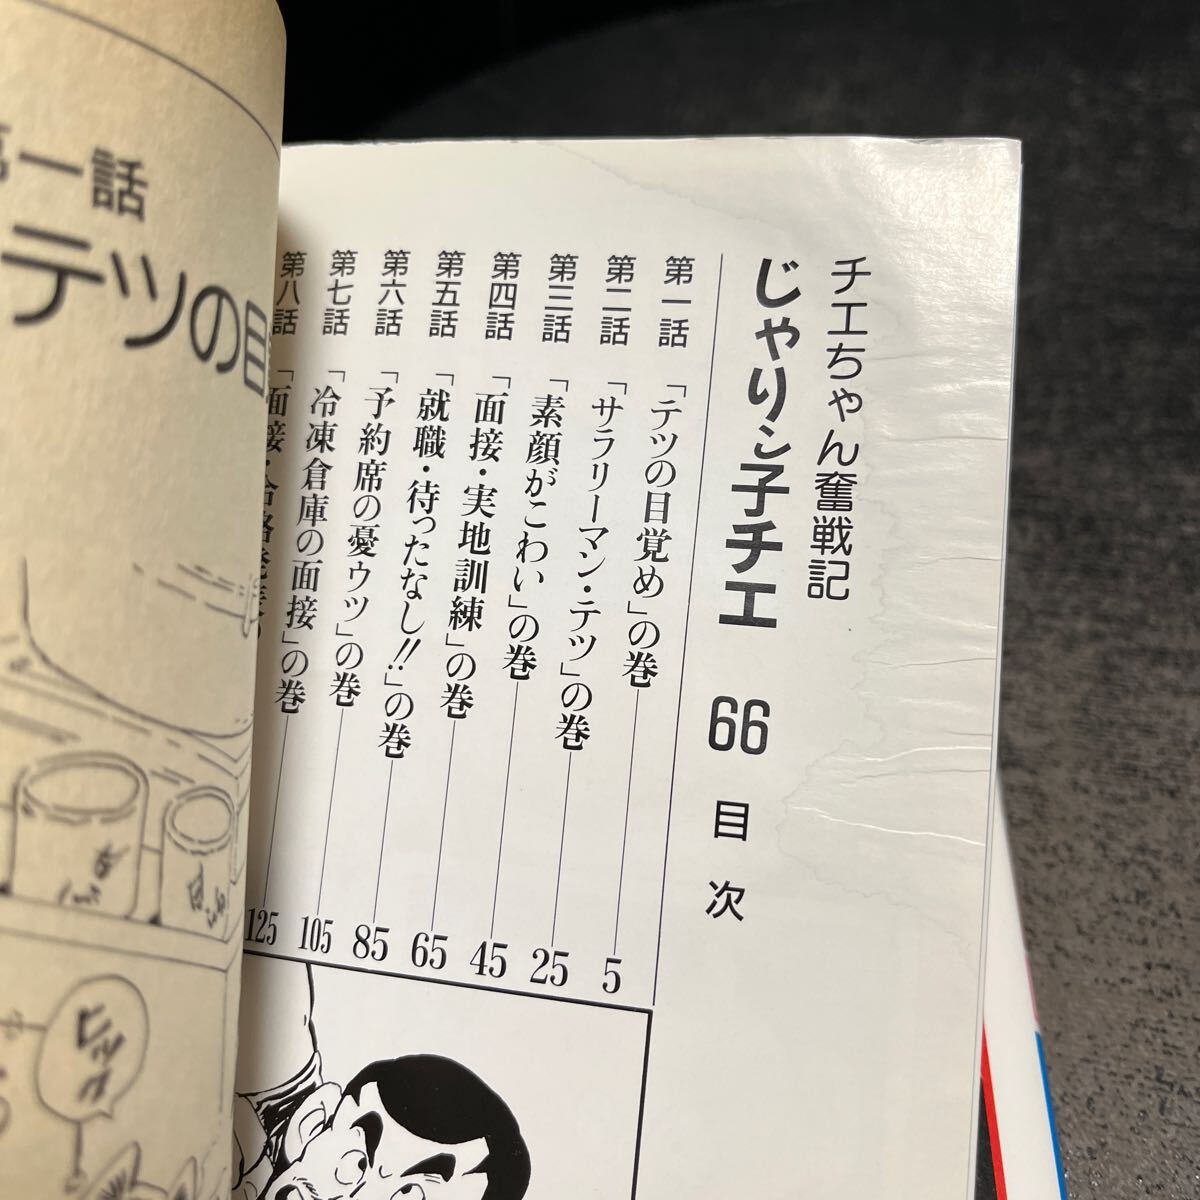 チエちゃん奮戦記
じゃりン子チエ 66 目次
第一話 「テツの目覚め」の巻 5
第二話 「サラリーマン・テツ」の巻 25
第三話 「素顔がこわい」の巻 45
第四話 「面接・実地訓練」の巻 65
第五話 「就職・待ったなし!!」の巻 85
第六話 「予約席の憂ウツ」の巻 105
第七話 「冷凍倉庫の面接」の巻 125
第八話 「面接・合格発表
第一話
テツの目